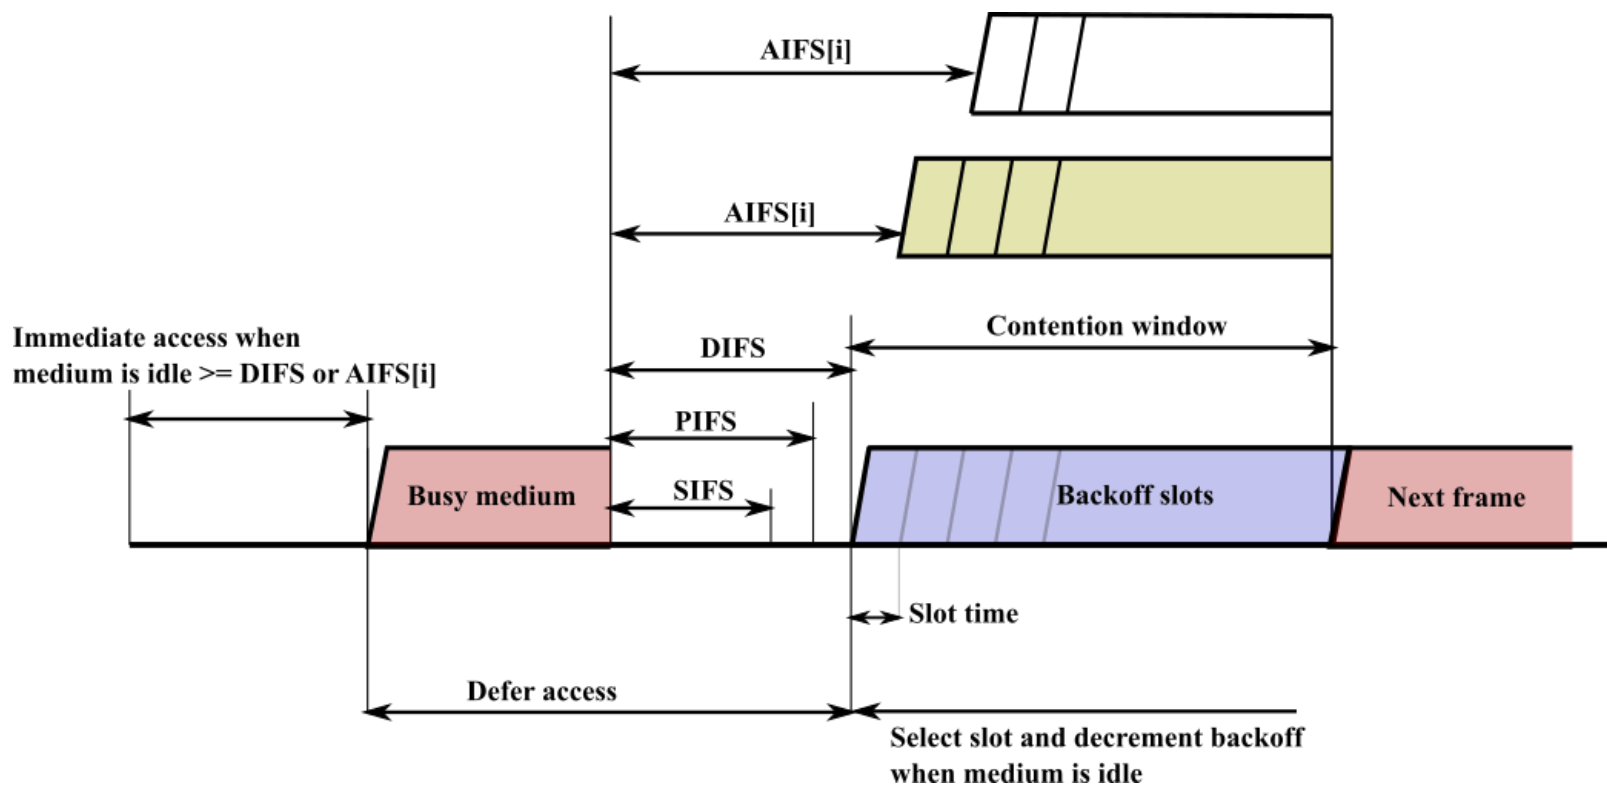 AIFS[i]
AIFS[i]
Immediate access when
medium is idle >= DIFS or AIFS[i]
Contention window
DIFS
PIFS
SIFS
Busy medium
Backoff slots
Next frame
Slot time
Defer access
Select slot and decrement backoff
when medium is idle